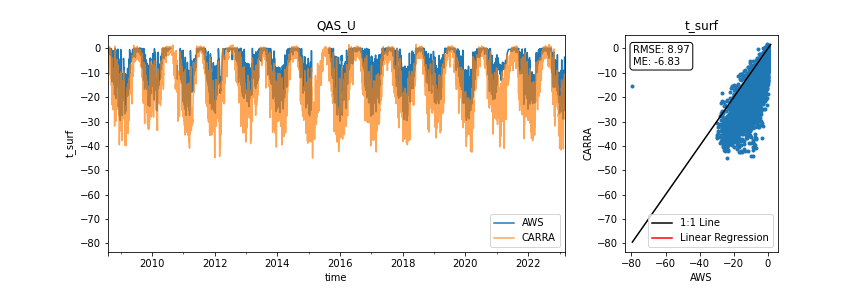 QAS_U
t_surf
0
−10
−20
−30
−40
−50
−60
−70
−80
t_surf
2010
2012
2014
2016
2018
2020
2022
time
AWS
CARRA
RMSE: 8.97
ME: -6.83
0
−10
−20
−30
−40
−50
−60
−70
−80
CARRA
−80
−60
−40
−20
0
AWS
1:1 Line
Linear Regression